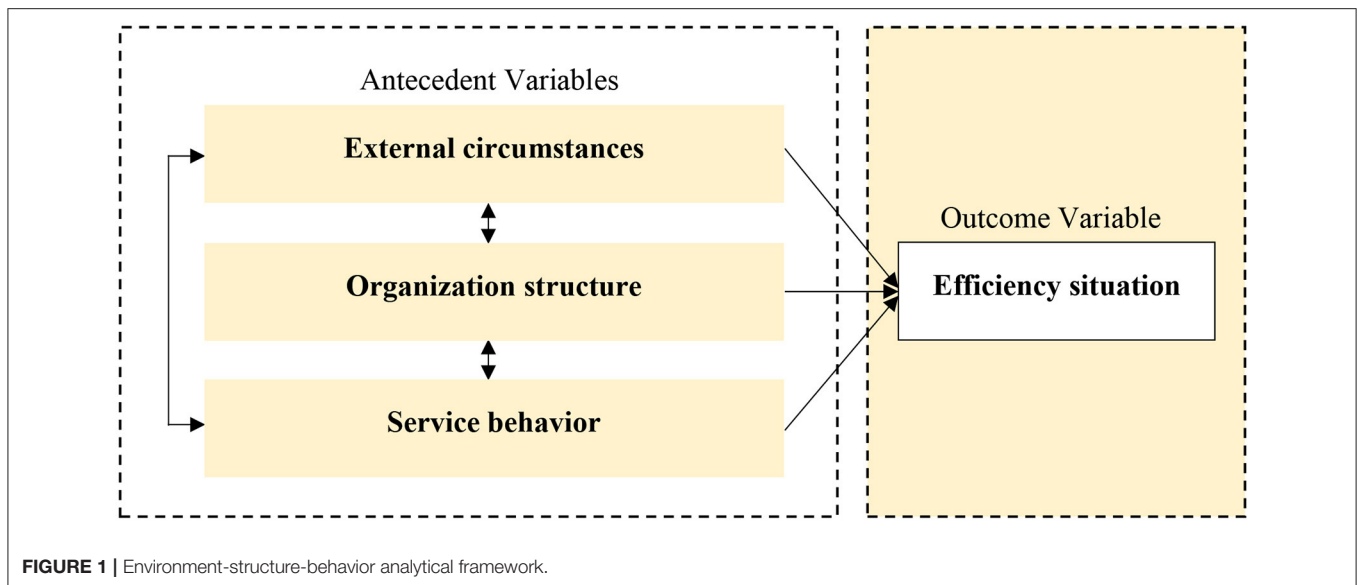 Antecedent Variables
External circumstances
Organization structure
Service behavior
Outcome Variable
Efficiency situation
FIGURE 1 | Environment-structure-behavior analytical framework.